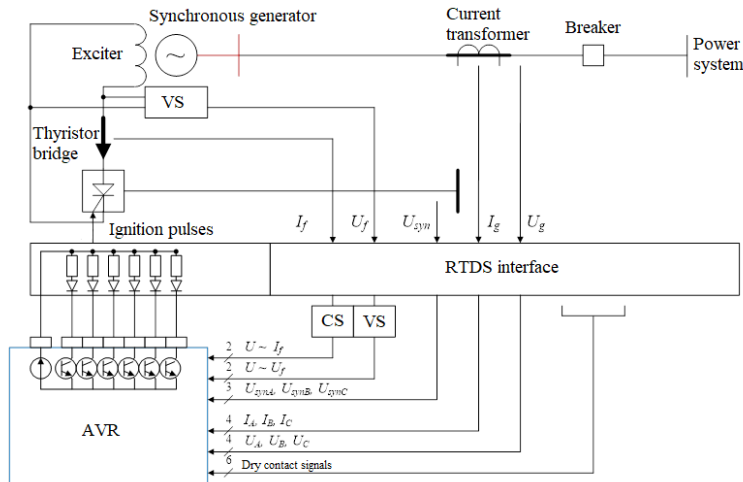 Synchronous generator
Current
transformer
Breaker
Power
system
Exciter
VS
Thyristor
bridge
Ignition pulses
I_f
U_f
U_syn
I_g
U_g
RTDS interface
CS
VS
2 U ~ I_f
2 U ~ U_f
3 U_synA, U_synB, U_synC
4 I_A, I_B, I_C
4 U_A, U_B, U_C
6 Dry contact signals
AVR